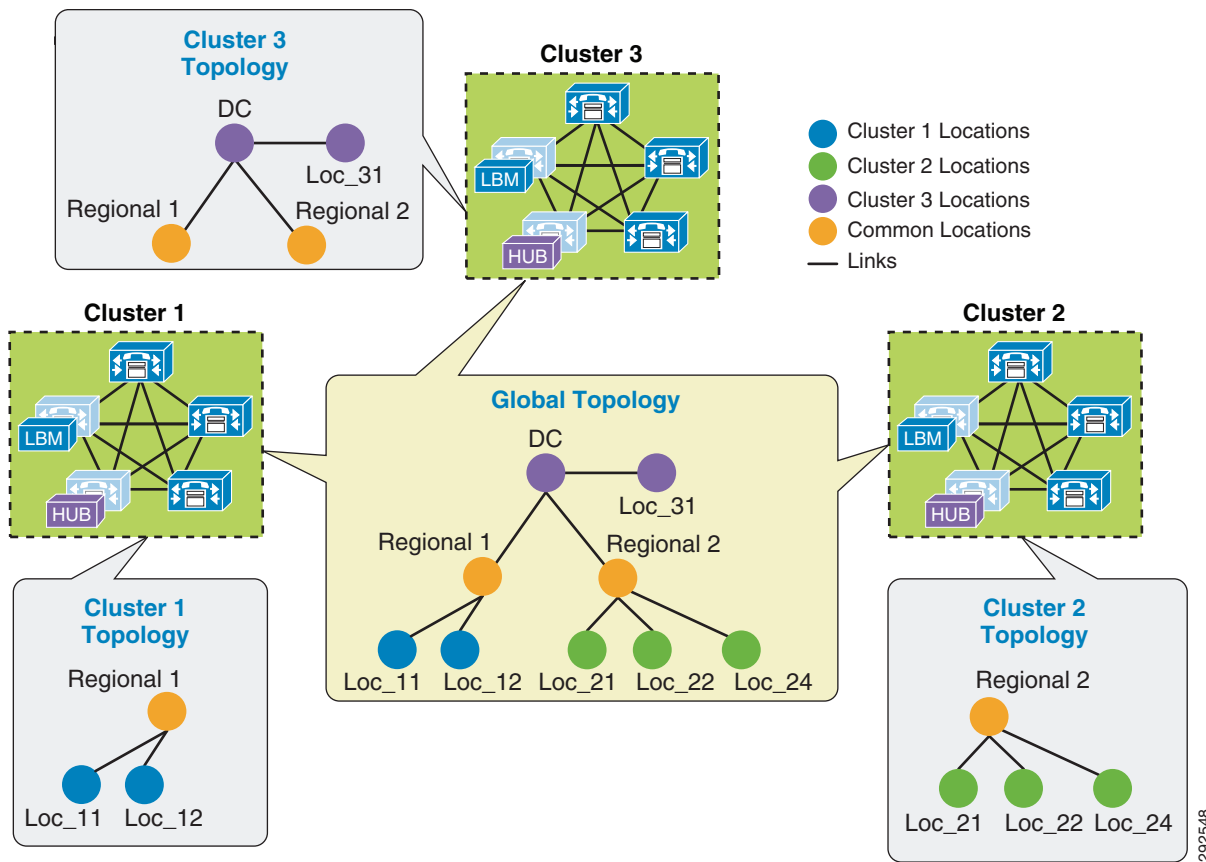 Cluster 3
Topology
DC
Loc_31
Regional 1
Regional 2
Cluster 3
LBM
HUB
Cluster 1 Locations
Cluster 2 Locations
Cluster 3 Locations
Common Locations
Links
Cluster 1
LBM
HUB
Cluster 2
LBM
HUB
Global Topology
DC
Loc_31
Regional 1
Regional 2
Loc_11
Loc_12
Loc_21
Loc_22
Loc_24
Cluster 1
Topology
Regional 1
Loc_11
Loc_12
Cluster 2
Topology
Regional 2
Loc_21
Loc_22
Loc_24
292548